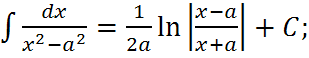 ∫ dx/(x²−a²) = 1/(2a) ln |(x−a)/(x+a)| + C;